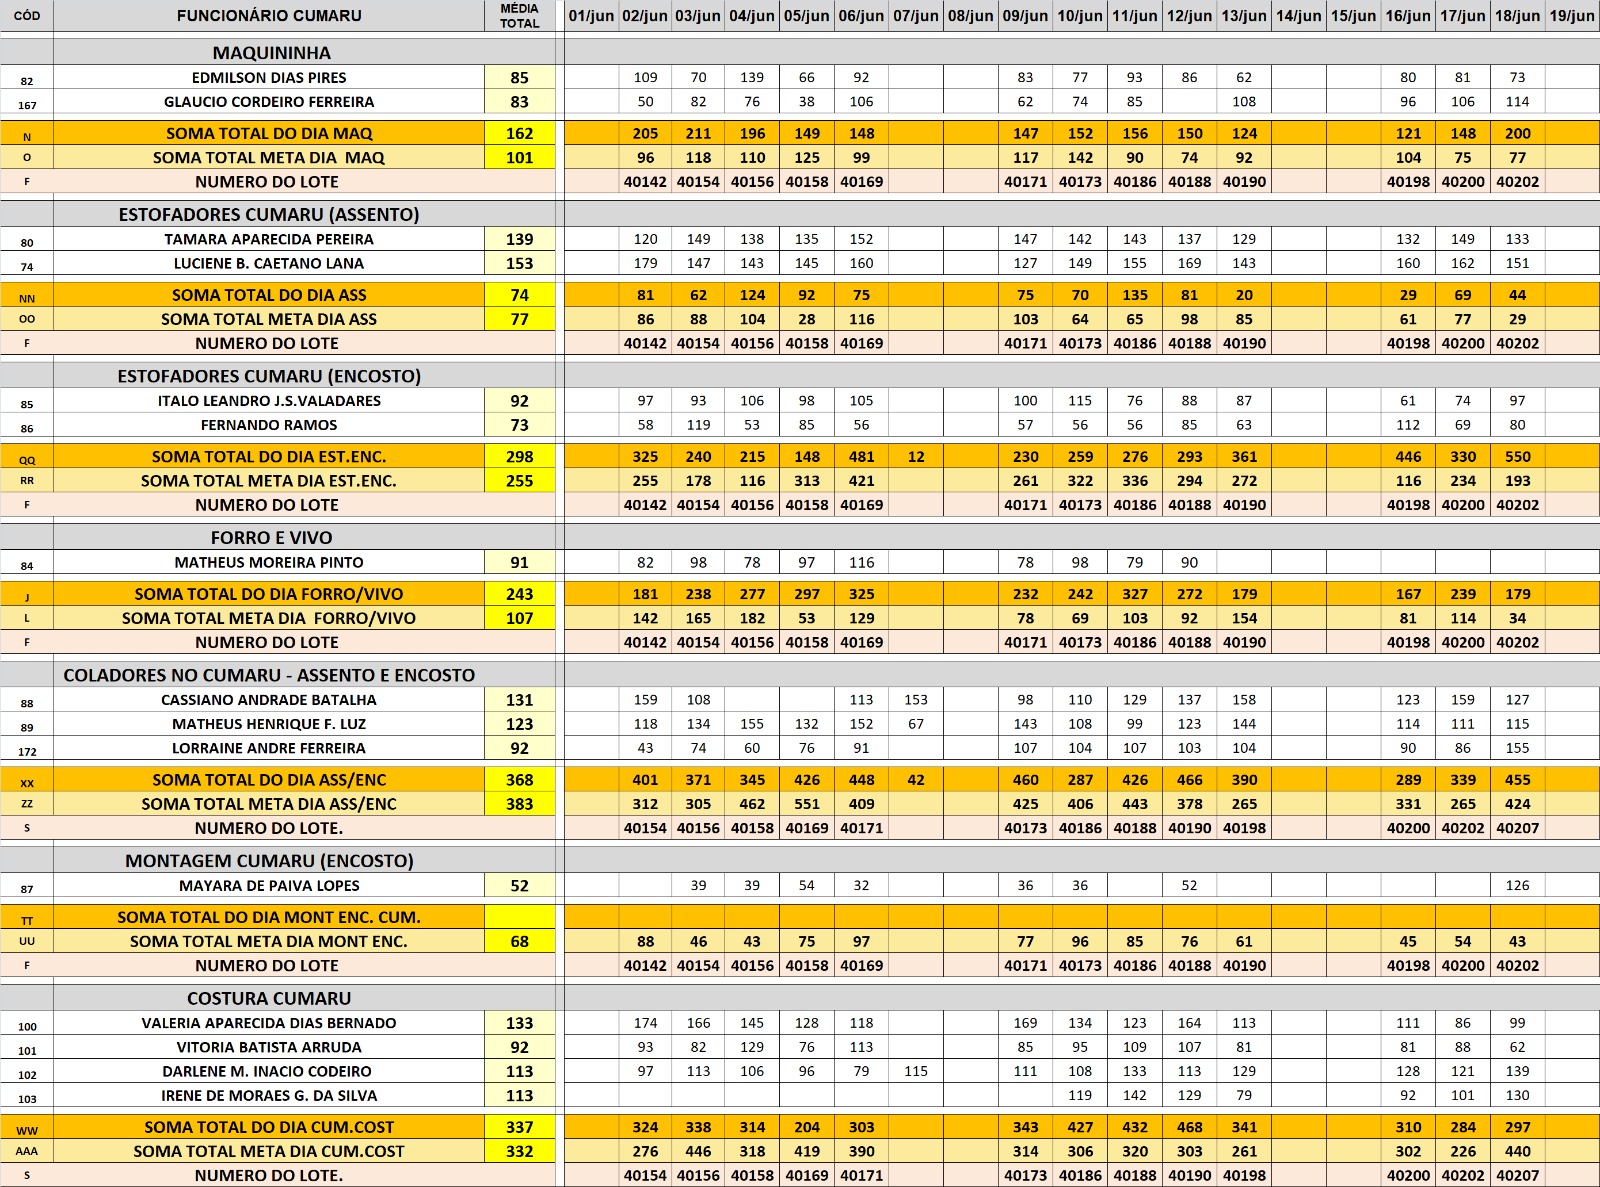 CÓD FUNCIONÁRIO CUMARU MÉDIA TOTAL 01/jun 02/jun 03/jun 04/jun 05/jun 06/jun 07/jun 08/jun 09/jun 10/jun 11/jun 12/jun 13/jun 14/jun 15/jun 16/jun 17/jun 18/jun 19/jun
MAQUININHA
82 EDMILSON DIAS PIRES 85 109 70 139 66 92 83 77 93 86 62 80 81 73
167 GLAUCIO CORDEIRO FERREIRA 83 50 82 76 38 106 62 74 85 108 96 106 114
N SOMA TOTAL DO DIA MAQ 162 205 211 196 149 148 147 152 156 150 124 121 148 200
O SOMA TOTAL META DIA MAQ 101 96 118 110 125 99 117 142 90 74 92 104 75 77
F NUMERO DO LOTE 40142 40154 40156 40158 40169 40171 40173 40186 40188 40190 40198 40200 40202
ESTOFADORES CUMARU (ASSENTO)
80 TAMARA APARECIDA PEREIRA 139 120 149 138 135 152 147 142 143 137 129 132 149 133
74 LUCIENE B. CAETANO LANA 153 179 147 143 145 160 127 149 155 169 143 160 162 151
NN SOMA TOTAL DO DIA ASS 74 81 62 124 92 75 75 70 135 81 20 29 69 44
OO SOMA TOTAL META DIA ASS 77 86 88 104 28 116 103 64 65 98 85 61 77 29
F NUMERO DO LOTE 40142 40154 40156 40158 40169 40171 40173 40186 40188 40190 40198 40200 40202
ESTOFADORES CUMARU (ENCOSTO)
85 ITALO LEANDRO J.S.VALADARES 92 97 93 106 98 105 100 115 76 88 87 61 74 97
86 FERNANDO RAMOS 73 58 119 53 85 56 57 56 56 85 63 112 69 80
QQ SOMA TOTAL DO DIA EST.ENC. 298 325 240 215 148 481 12 230 259 276 293 361 446 330 550
RR SOMA TOTAL META DIA EST.ENC. 255 255 178 116 313 421 261 322 336 294 272 116 234 193
F NUMERO DO LOTE 40142 40154 40156 40158 40169 40171 40173 40186 40188 40190 40198 40200 40202
FORRO E VIVO
84 MATHEUS MOREIRA PINTO 91 82 98 78 97 116 78 98 79 90
J SOMA TOTAL DO DIA FORRO/VIVO 243 181 238 277 297 325 232 242 327 272 179 167 239 179
L SOMA TOTAL META DIA FORRO/VIVO 107 142 165 182 53 129 78 69 103 92 154 81 114 34
F NUMERO DO LOTE 40142 40154 40156 40158 40169 40171 40173 40186 40188 40190 40198 40200 40202
COLADORES NO CUMARU - ASSENTO E ENCOSTO
88 CASSIANO ANDRADE BATALHA 131 159 108 113 153 98 110 129 137 158 123 159 127
89 MATHEUS HENRIQUE F. LUZ 123 118 134 155 132 152 67 143 108 99 123 144 114 111 115
172 LORRAINE ANDRE FERREIRA 92 43 74 60 76 91 107 104 107 103 104 90 86 155
XX SOMA TOTAL DO DIA ASS/ENC 368 401 371 345 426 448 42 460 287 426 466 390 289 339 455
ZZ SOMA TOTAL META DIA ASS/ENC 383 312 305 462 551 409 425 406 443 378 265 331 265 424
S NUMERO DO LOTE. 40154 40156 40158 40169 40171 40173 40186 40188 40190 40198 40200 40202 40207
MONTAGEM CUMARU (ENCOSTO)
87 MAYARA DE PAIVA LOPES 52 39 39 54 32 36 36 52 126
TT SOMA TOTAL DO DIA MONT ENC. CUM.
UU SOMA TOTAL META DIA MONT ENC. 68 88 46 43 75 97 77 96 85 76 61 45 54 43
F NUMERO DO LOTE 40142 40154 40156 40158 40169 40171 40173 40186 40188 40190 40198 40200 40202
COSTURA CUMARU
100 VALERIA APARECIDA DIAS BERNADO 133 174 166 145 128 118 169 134 123 164 113 111 86 99
101 VITORIA BATISTA ARRUDA 92 93 82 129 76 113 85 95 109 107 81 81 88 62
102 DARLENE M. INACIO CODEIRO 113 97 113 106 96 79 115 111 108 133 113 129 128 121 139
103 IRENE DE MORAES G. DA SILVA 113 119 142 129 79 92 101 130
WW SOMA TOTAL DO DIA CUM.COST 337 324 338 314 204 303 343 427 432 468 341 310 284 297
AAA SOMA TOTAL META DIA CUM.COST 332 276 446 318 419 390 314 306 320 303 261 302 226 440
S NUMERO DO LOTE. 40154 40156 40158 40169 40171 40173 40186 40188 40190 40198 40200 40202 40207